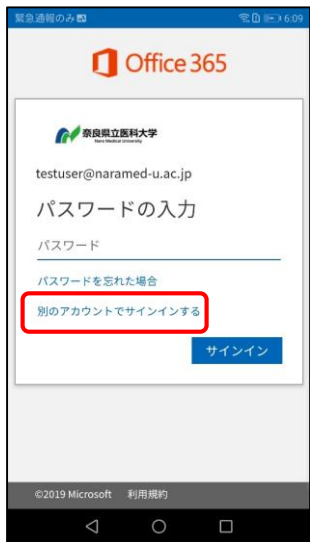 緊急通報のみ 6:09
Office 365
奈良県立医科大学
Nara Medical University
testuser@naramed-u.ac.jp
パスワードの入力
パスワード
パスワードを忘れた場合
別のアカウントでサインインする
サインイン
©2019 Microsoft 利用規約